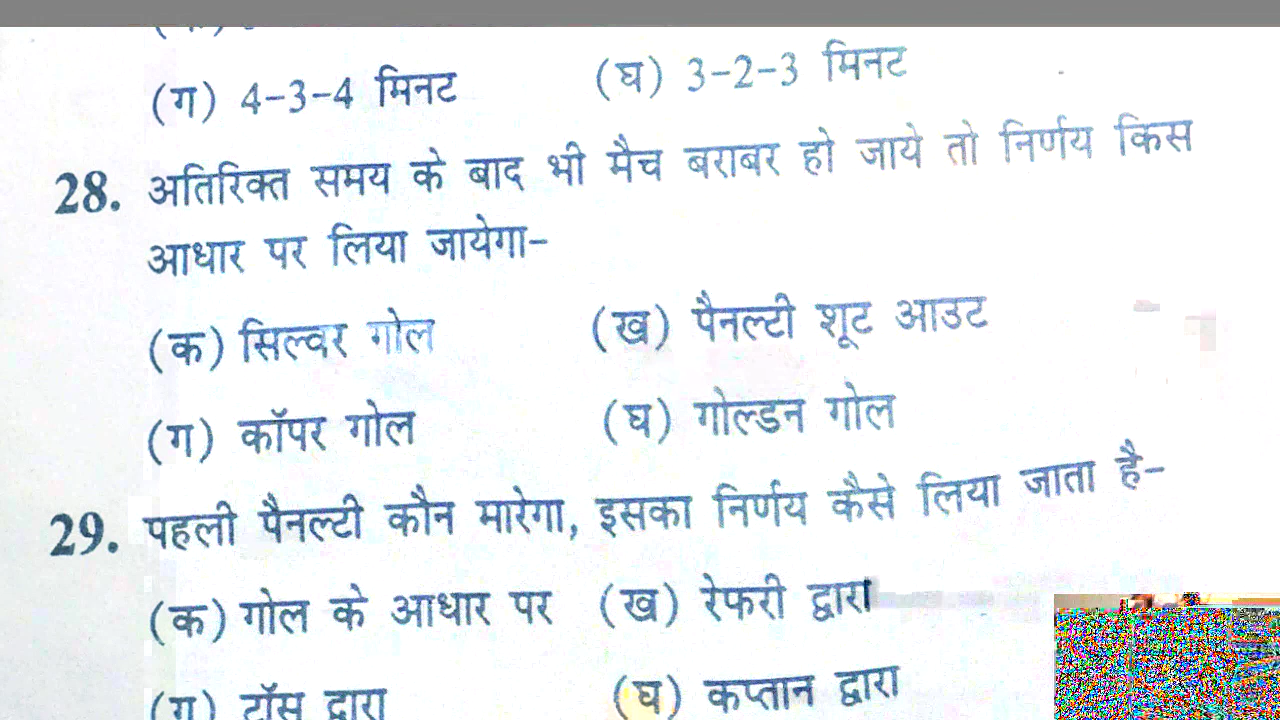 (ग) 4-3-4 मिनट (घ) 3-2-3 मिनट
28. अतिरिक्त समय के बाद भी मैच बराबर हो जाये तो निर्णय किस
आधार पर लिया जायेगा-
(क) सिल्वर गोल (ख) पैनल्टी शूट आउट
(ग) कॉपर गोल (घ) गोल्डन गोल
29. पहली पैनल्टी कौन मारेगा, इसका निर्णय कैसे लिया जाता है-
(क) गोल के आधार पर (ख) रेफरी द्वारा
(ग) टॉस द्वारा (घ) कप्तान द्वारा